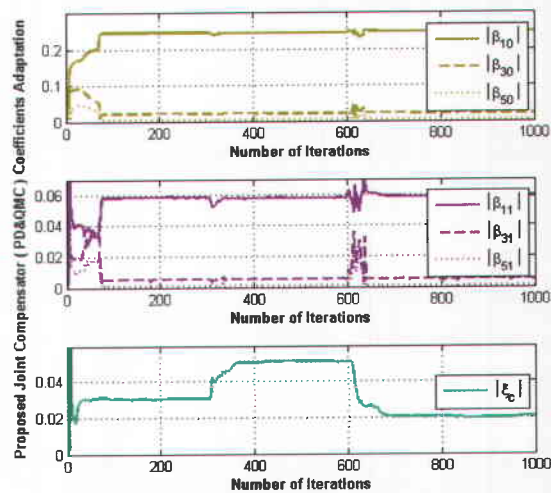 Proposed Joint Compensator ( PD&QMC ) Coefficients Adaptation
0.2
0.1
0
0 200 400 600 800 1000
Number of Iterations
|β10|
|β30|
|β50|
0.06
0.04
0.02
0
0 200 400 600 800 1000
Number of Iterations
|β11|
|β31|
|β51|
0.04
0.02
0
0 200 400 600 800 1000
Number of Iterations
|ξc|